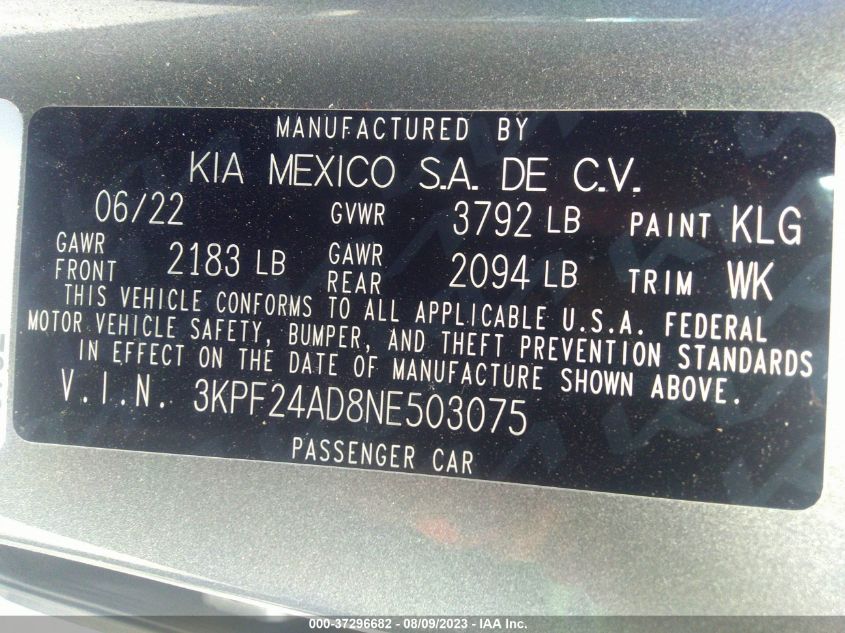 MANUFACTURED BY
KIA MEXICO S.A. DE C.V.
06/22 GVWR 3792 LB PAINT KLG
GAWR FRONT 2183 LB GAWR REAR 2094 LB TRIM WK
THIS VEHICLE CONFORMS TO ALL APPLICABLE U.S.A. FEDERAL
MOTOR VEHICLE SAFETY, BUMPER, AND THEFT PREVENTION STANDARDS
IN EFFECT ON THE DATE OF MANUFACTURE SHOWN ABOVE.
V.I.N. 3KPF24AD8NE503075
PASSENGER CAR
000-37296682 - 08/09/2023 - IAA Inc.